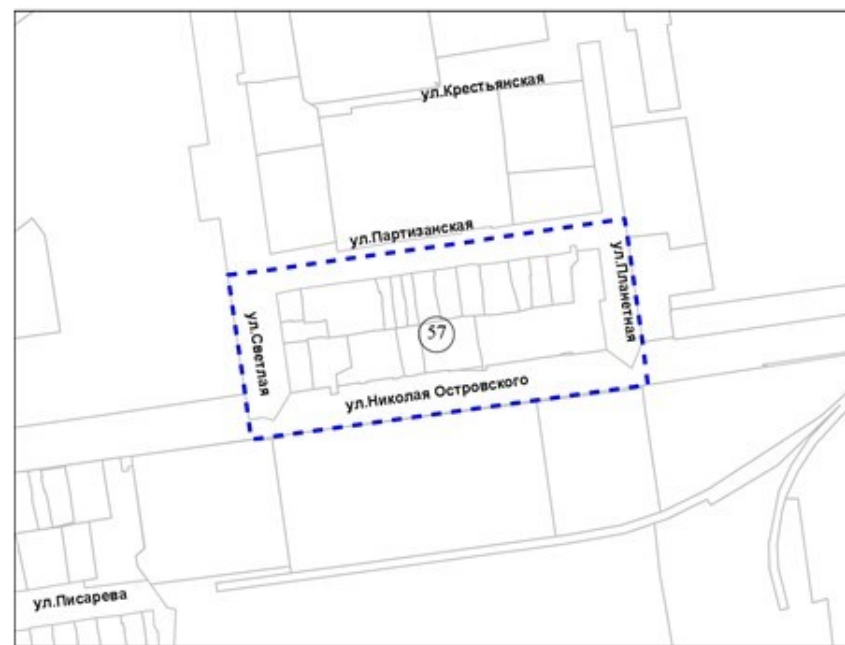 ул.Крестьянская
ул.Партизанская
ул.Планетная
ул.Светлая
57
ул.Николая Островского
ул.Писарева